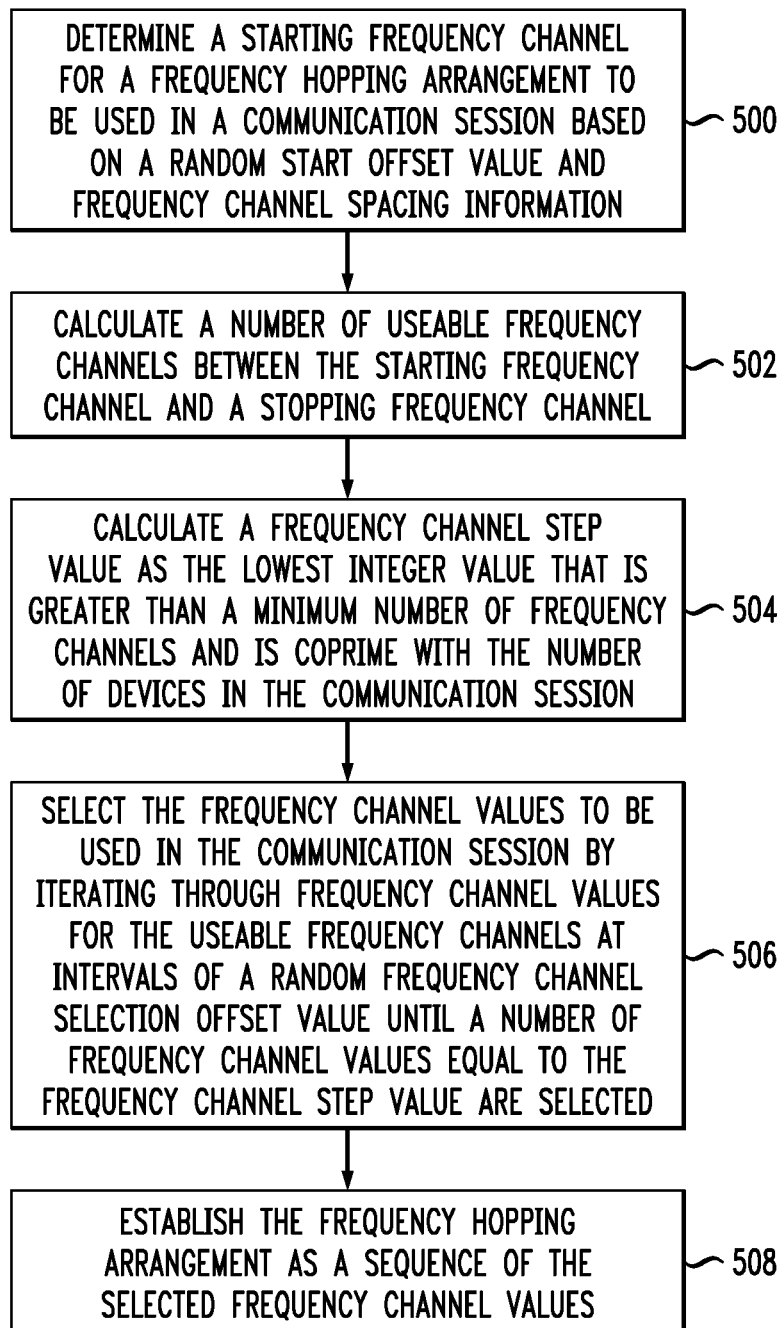 DETERMINE A STARTING FREQUENCY CHANNEL
FOR A FREQUENCY HOPPING ARRANGEMENT TO
BE USED IN A COMMUNICATION SESSION BASED
ON A RANDOM START OFFSET VALUE AND
FREQUENCY CHANNEL SPACING INFORMATION
500
CALCULATE A NUMBER OF USEABLE FREQUENCY
CHANNELS BETWEEN THE STARTING FREQUENCY
CHANNEL AND A STOPPING FREQUENCY CHANNEL
502
CALCULATE A FREQUENCY CHANNEL STEP
VALUE AS THE LOWEST INTEGER VALUE THAT IS
GREATER THAN A MINIMUM NUMBER OF FREQUENCY
CHANNELS AND IS COPRIME WITH THE NUMBER
OF DEVICES IN THE COMMUNICATION SESSION
504
SELECT THE FREQUENCY CHANNEL VALUES TO BE
USED IN THE COMMUNICATION SESSION BY
ITERATING THROUGH FREQUENCY CHANNEL VALUES
FOR THE USEABLE FREQUENCY CHANNELS AT
INTERVALS OF A RANDOM FREQUENCY CHANNEL
SELECTION OFFSET VALUE UNTIL A NUMBER OF
FREQUENCY CHANNEL VALUES EQUAL TO THE
FREQUENCY CHANNEL STEP VALUE ARE SELECTED
506
ESTABLISH THE FREQUENCY HOPPING
ARRANGEMENT AS A SEQUENCE OF THE
SELECTED FREQUENCY CHANNEL VALUES
508